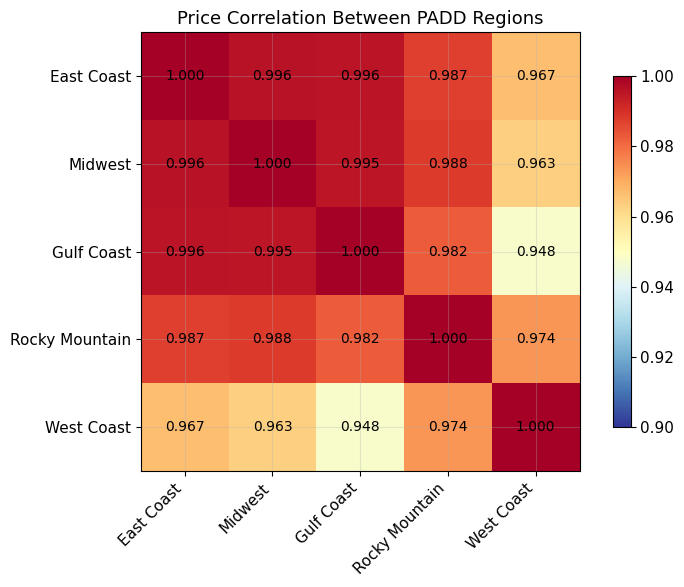 Price Correlation Between PADD Regions
East Coast 1.000 0.996 0.996 0.987 0.967
Midwest 0.996 1.000 0.995 0.988 0.963
Gulf Coast 0.996 0.995 1.000 0.982 0.948
Rocky Mountain 0.987 0.988 0.982 1.000 0.974
West Coast 0.967 0.963 0.948 0.974 1.000
East Coast Midwest Gulf Coast Rocky Mountain West Coast
1.00
0.98
0.96
0.94
0.92
0.90